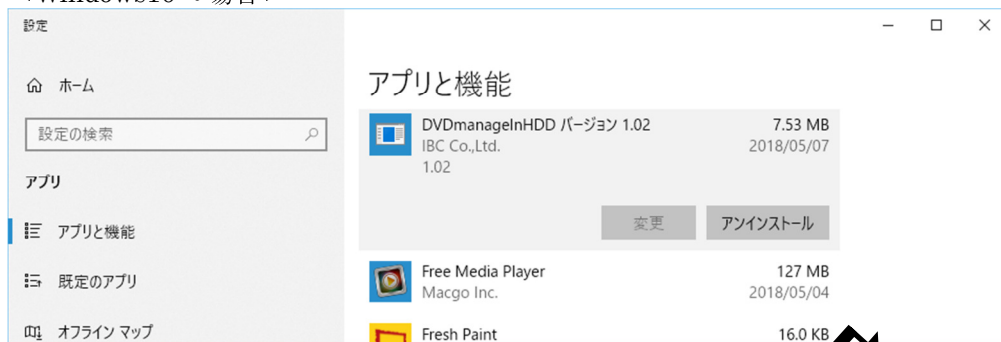 <Windows10 の場合>
設定
ホーム
設定の検索
アプリ
アプリと機能
既定のアプリ
オフライン マップ
アプリと機能
DVDmanageInHDD バージョン 1.02 7.53 MB
IBC Co.,Ltd. 2018/05/07
1.02
変更 アンインストール
Free Media Player 127 MB
Macgo Inc. 2018/05/04
Fresh Paint 16.0 KB